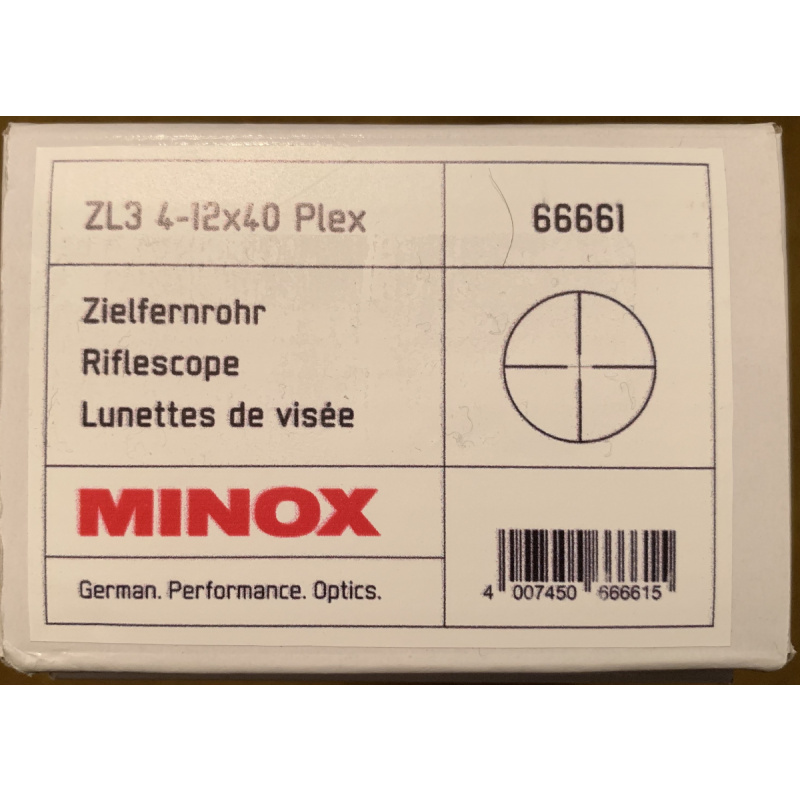 ZL3 4-12x40 Plex
66661
Zielfernrohr
Riflescope
Lunettes de visée
MINOX
German. Performance. Optics.
4 007450 666615